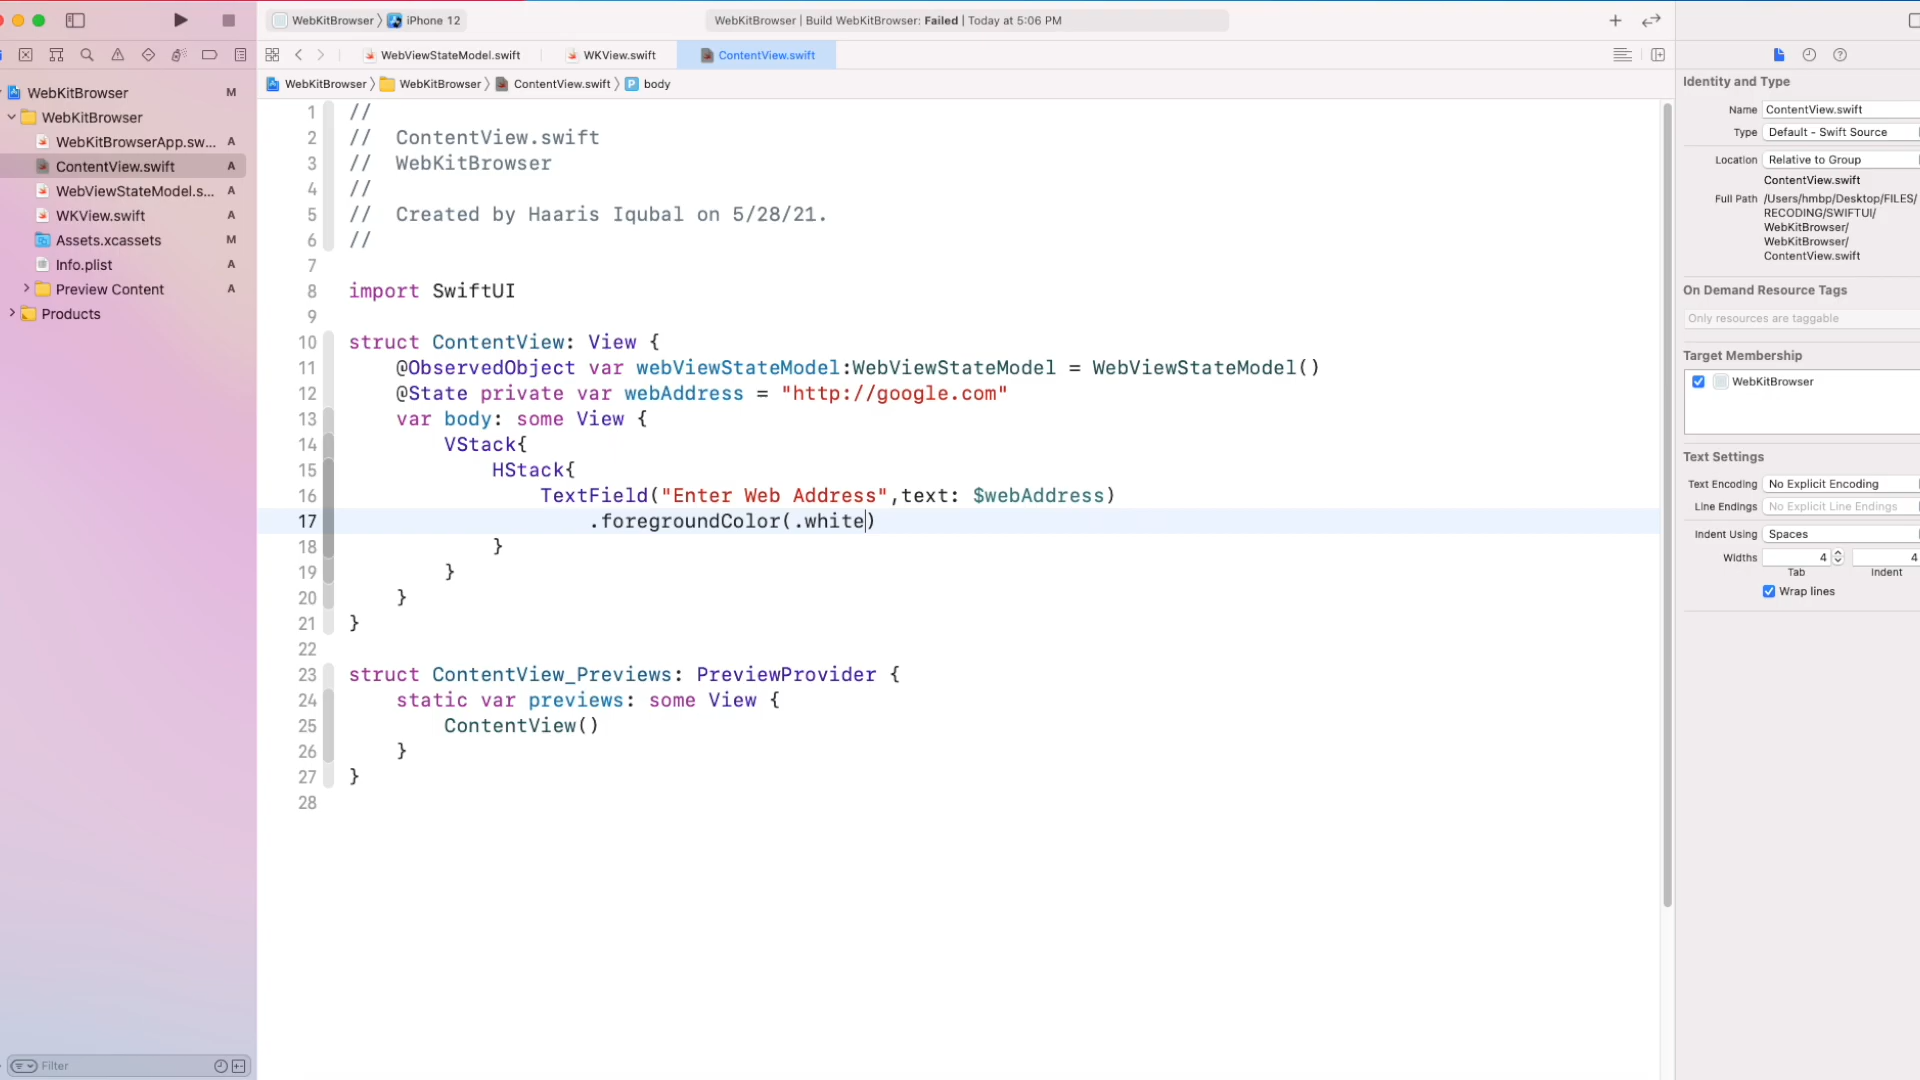 WebKitBrowser 〉 iPhone 12
WebKitBrowser | Build WebKitBrowser: Failed | Today at 5:06 PM
WebViewStateModel.swift
WKView.swift
ContentView.swift
WebKitBrowser 〉 WebKitBrowser 〉 ContentView.swift 〉 P body
WebKitBrowser M
WebKitBrowser
WebKitBrowserApp.sw... A
ContentView.swift A
WebViewStateModel.s... A
WKView.swift A
Assets.xcassets M
Info.plist A
Preview Content A
Products
Filter
1 //
2 //  ContentView.swift
3 //  WebKitBrowser
4 //
5 //  Created by Haaris Iqubal on 5/28/21.
6 //
7
8 import SwiftUI
9
10 struct ContentView: View {
11     @ObservedObject var webViewStateModel:WebViewStateModel = WebViewStateModel()
12     @State private var webAddress = "http://google.com"
13     var body: some View {
14         VStack{
15             HStack{
16                 TextField("Enter Web Address",text: $webAddress)
17                     .foregroundColor(.white)
18             }
19         }
20     }
21 }
22
23 struct ContentView_Previews: PreviewProvider {
24     static var previews: some View {
25         ContentView()
26     }
27 }
28
Identity and Type
Name ContentView.swift
Type Default - Swift Source
Location Relative to Group
ContentView.swift
Full Path /Users/hmbp/Desktop/FILES/
RECODING/SWIFTUI/
WebKitBrowser/
WebKitBrowser/
ContentView.swift
On Demand Resource Tags
Only resources are taggable
Target Membership
WebKitBrowser
Text Settings
Text Encoding No Explicit Encoding
Line Endings No Explicit Line Endings
Indent Using Spaces
Widths 4 4
Tab Indent
Wrap lines